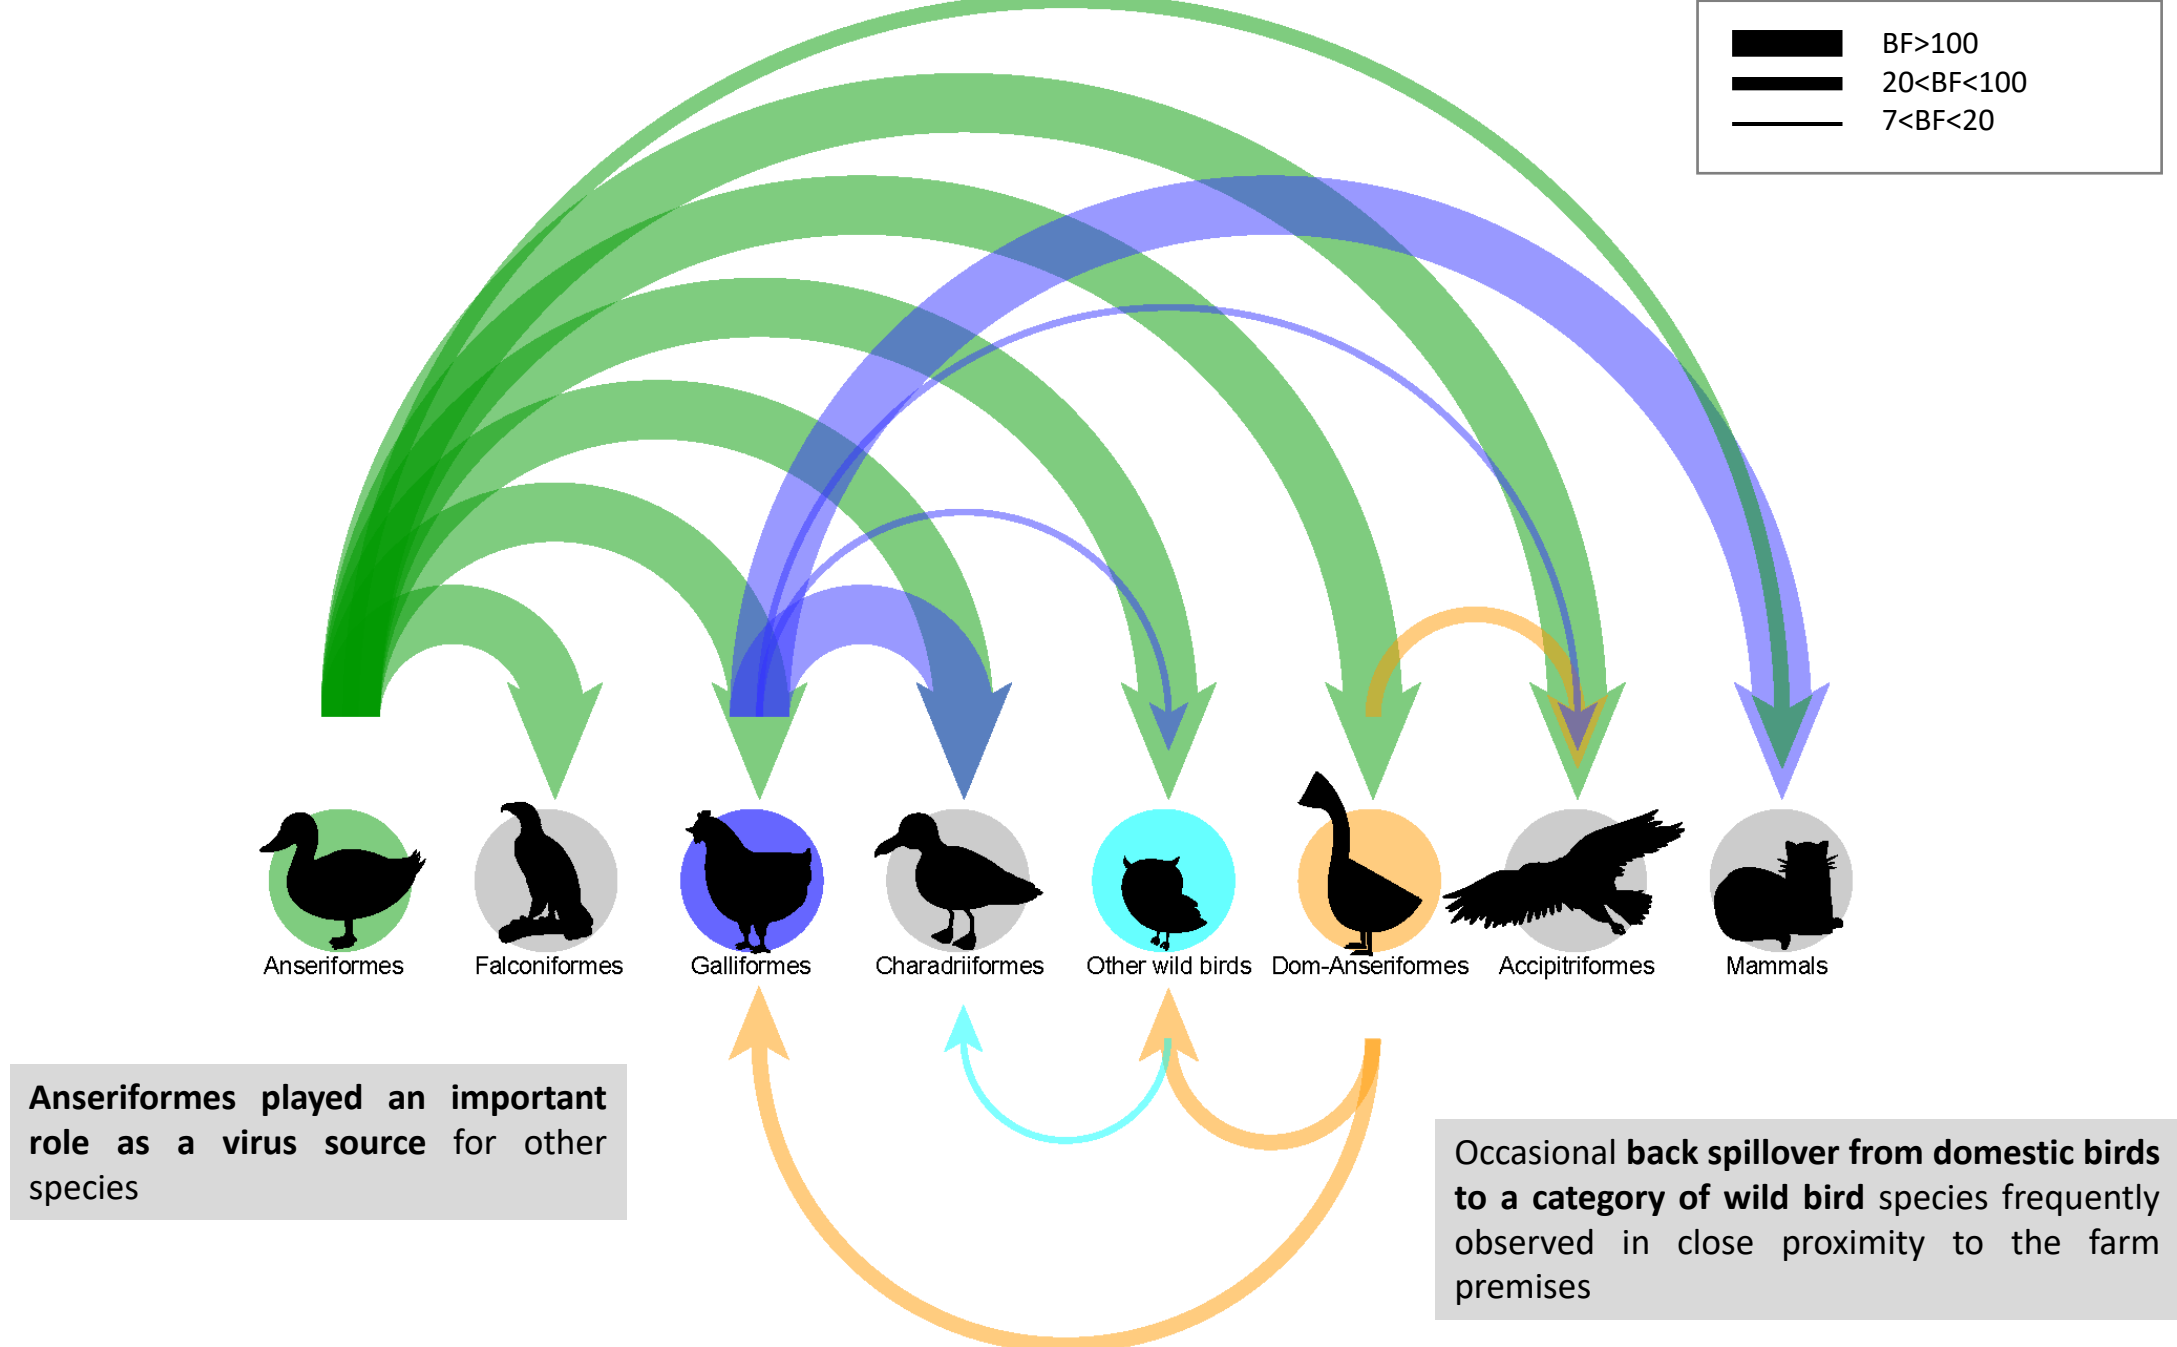 BF>100
20<BF<100
7<BF<20
Anseriformes
Falconiformes
Galliformes
Charadriiformes
Other wild birds
Dom-Anseriformes
Accipitriformes
Mammals
Anseriformes played an important
role as a virus source for other
species
Occasional back spillover from domestic birds
to a category of wild bird species frequently
observed in close proximity to the farm
premises